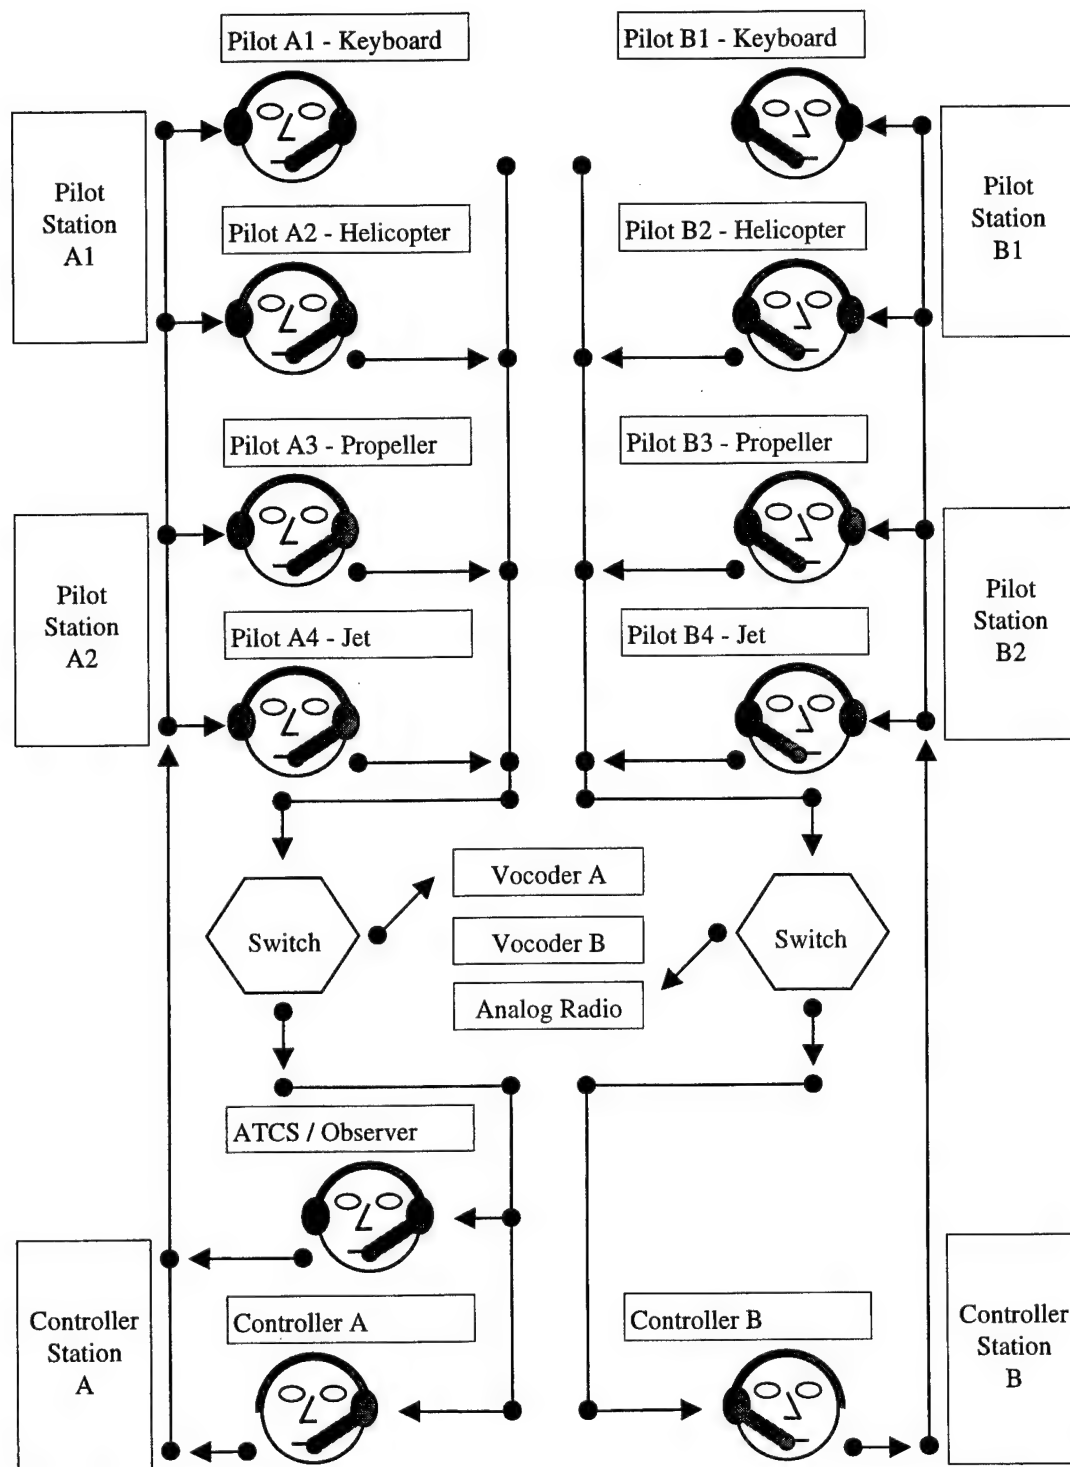 Pilot A1 - Keyboard
Pilot B1 - Keyboard
Pilot
Station
A1
Pilot
Station
B1
Pilot A2 - Helicopter
Pilot B2 - Helicopter
Pilot A3 - Propeller
Pilot B3 - Propeller
Pilot
Station
A2
Pilot
Station
B2
Pilot A4 - Jet
Pilot B4 - Jet
Switch
Vocoder A
Vocoder B
Analog Radio
Switch
ATCS / Observer
Controller A
Controller B
Controller
Station
A
Controller
Station
B